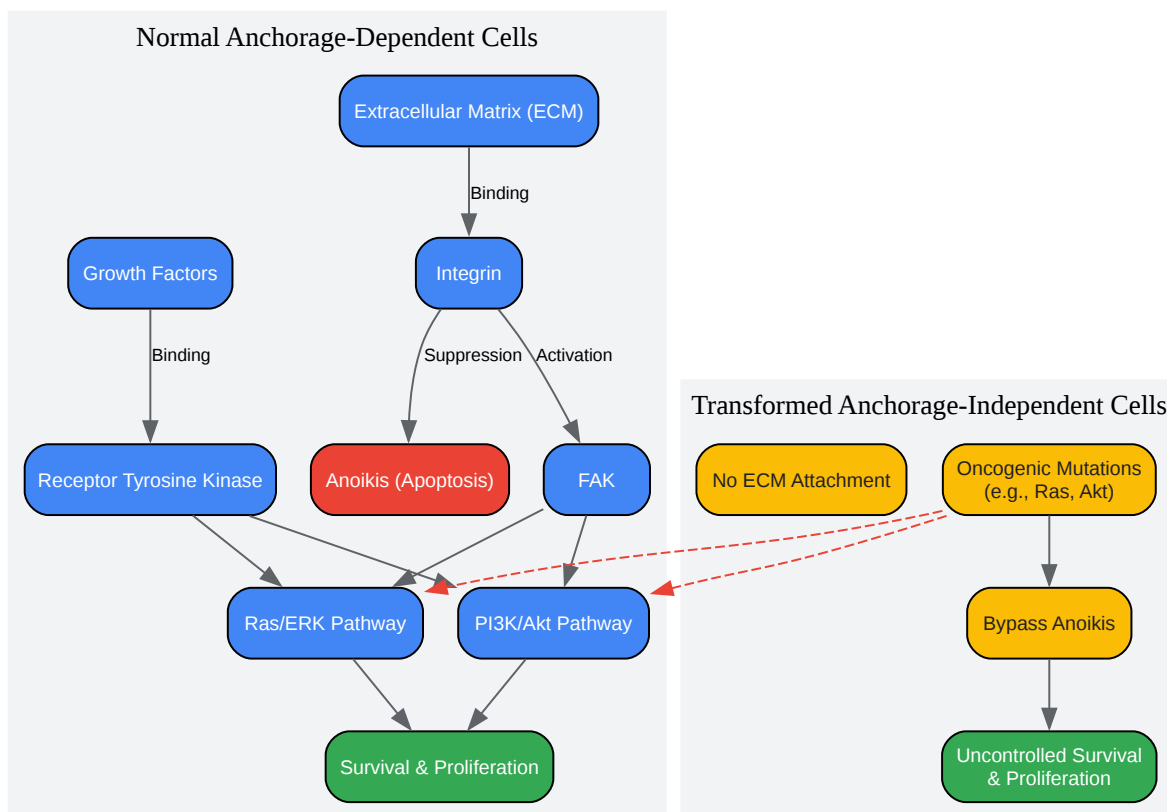 Normal Anchorage-Dependent Cells
Extracellular Matrix (ECM)
Binding
Growth Factors
Integrin
Binding
Suppression
Activation
Transformed Anchorage-Independent Cells
Receptor Tyrosine Kinase
Anoikis (Apoptosis)
FAK
No ECM Attachment
Oncogenic Mutations
(e.g., Ras, Akt)
Ras/ERK Pathway
PI3K/Akt Pathway
Bypass Anoikis
Survival & Proliferation
Uncontrolled Survival
& Proliferation